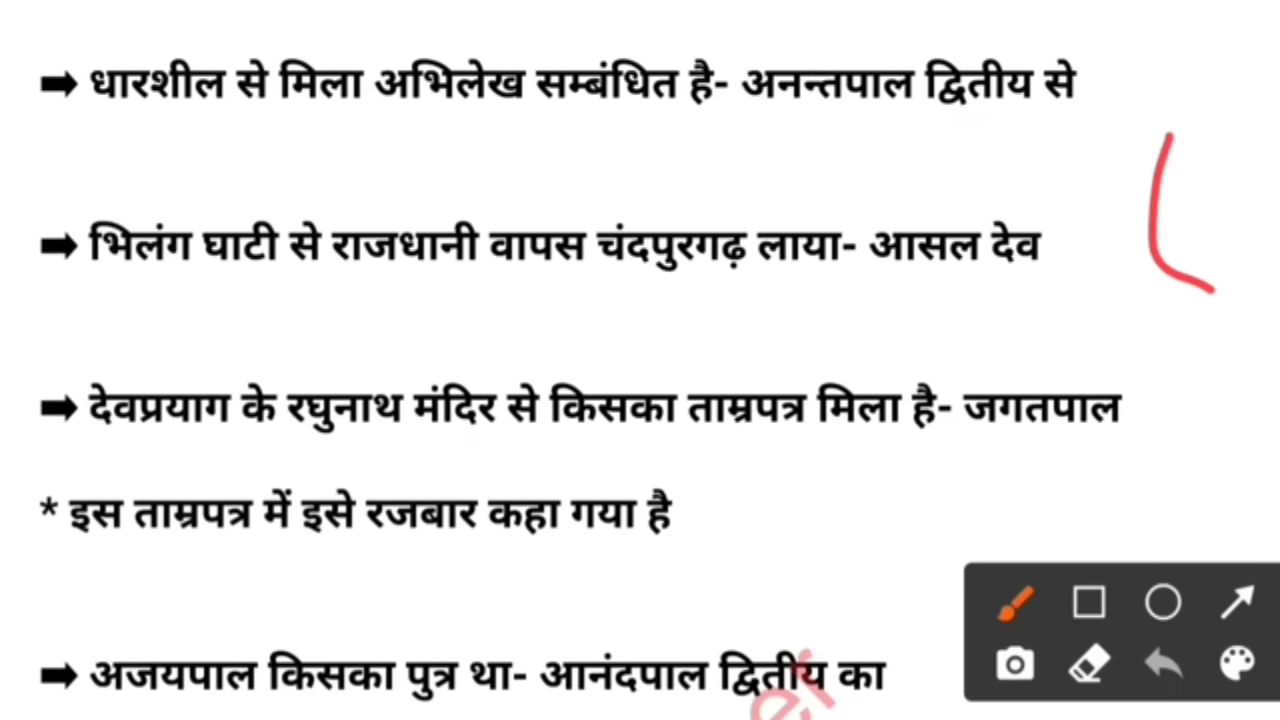 ➡ धारशील से मिला अभिलेख सम्बंधित है- अनन्तपाल द्वितीय से
➡ भिलंग घाटी से राजधानी वापस चंदपुरगढ़ लाया- आसल देव
➡ देवप्रयाग के रघुनाथ मंदिर से किसका ताम्रपत्र मिला है- जगतपाल
* इस ताम्रपत्र में इसे रजबार कहा गया है
➡ अजयपाल किसका पुत्र था- आनंदपाल द्वितीय का